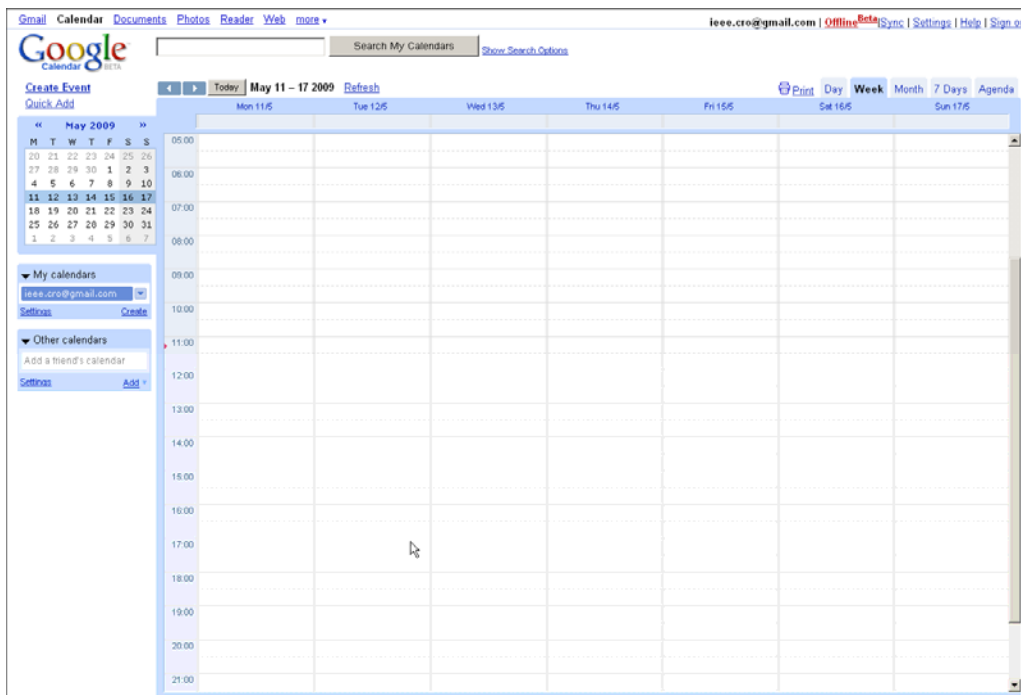 Gmail Calendar Documents Photos Reader Web more ▾
ieee.cro@gmail.com | Offline Beta | Sync | Settings | Help | Sign o
Google
Calendar BETA
Search My Calendars
Show Search Options
Create Event
Quick Add
Today May 11 – 17 2009 Refresh
Print Day Week Month 7 Days Agenda
« May 2009 »
M T W T F S S
20 21 22 23 24 25 26
27 28 29 30 1 2 3
4 5 6 7 8 9 10
11 12 13 14 15 16 17
18 19 20 21 22 23 24
25 26 27 28 29 30 31
1 2 3 4 5 6 7
My calendars
ieee.cro@gmail.com
Settings Create
Other calendars
Add a friend's calendar
Settings Add ▾
Mon 11/5 Tue 12/5 Wed 13/5 Thu 14/5 Fri 15/5 Sat 16/5 Sun 17/5
05:00
06:00
07:00
08:00
09:00
10:00
11:00
12:00
13:00
14:00
15:00
16:00
17:00
18:00
19:00
20:00
21:00